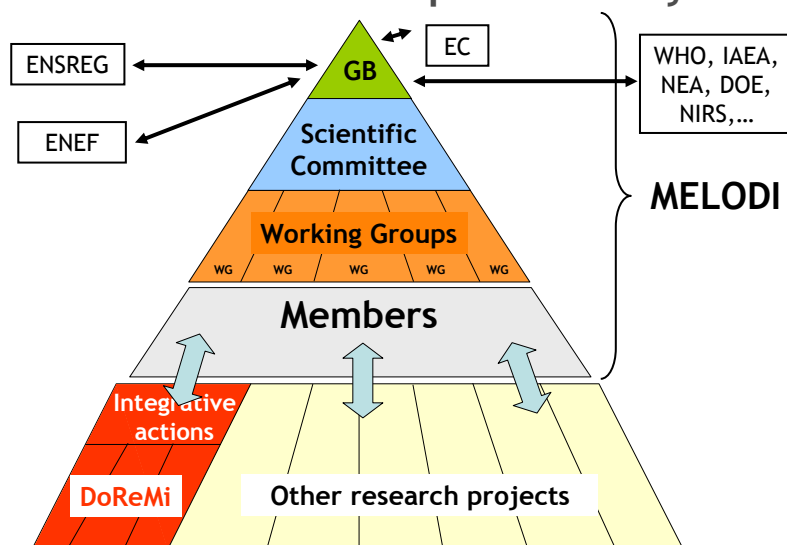 EC
GB
ENSREG
WHO, IAEA,
NEA, DOE,
NIRS,...
ENEF
Scientific
Committee
MELODI
Working Groups
WG WG WG WG WG
Members
Integrative
actions
DoReMi
Other research projects